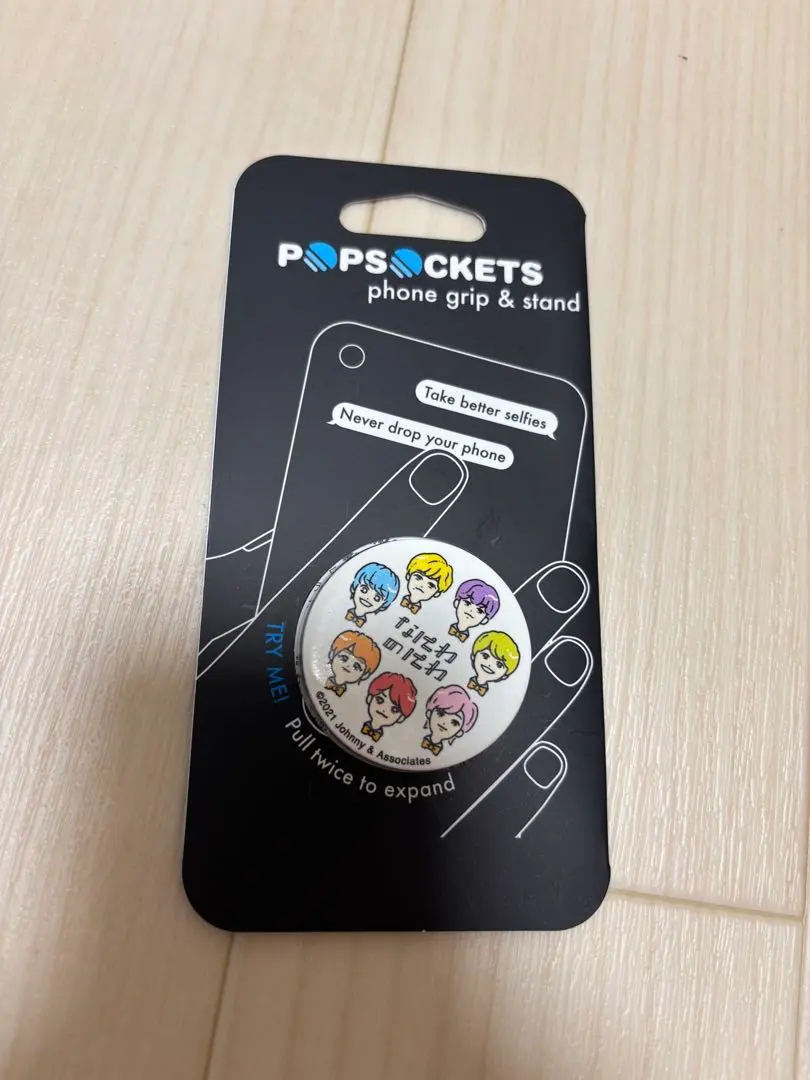 POPSOCKETS
phone grip & stand
Take better selfies
Never drop your phone
なにわ
のにわ
©2021 Johnny & Associates
TRY ME!
Pull twice to expand